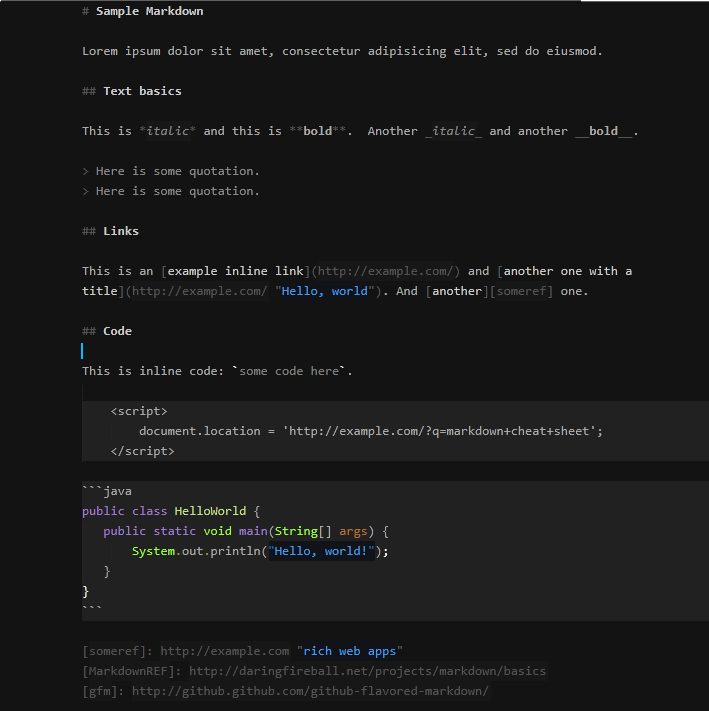 # Sample Markdown
Lorem ipsum dolor sit amet, consectetur adipisicing elit, sed do eiusmod.
## Text basics
This is *italic* and this is **bold**.  Another _italic_ and another __bold__.
> Here is some quotation.
> Here is some quotation.
## Links
This is an [example inline link](http://example.com/) and [another one with a
title](http://example.com/ "Hello, world"). And [another][someref] one.
## Code
This is inline code: `some code here`.
    <script>
        document.location = 'http://example.com/?q=markdown+cheat+sheet';
    </script>
```java
public class HelloWorld {
   public static void main(String[] args) {
       System.out.println("Hello, world!");
   }
}
```
[someref]: http://example.com "rich web apps"
[MarkdownREF]: http://daringfireball.net/projects/markdown/basics
[gfm]: http://github.github.com/github-flavored-markdown/